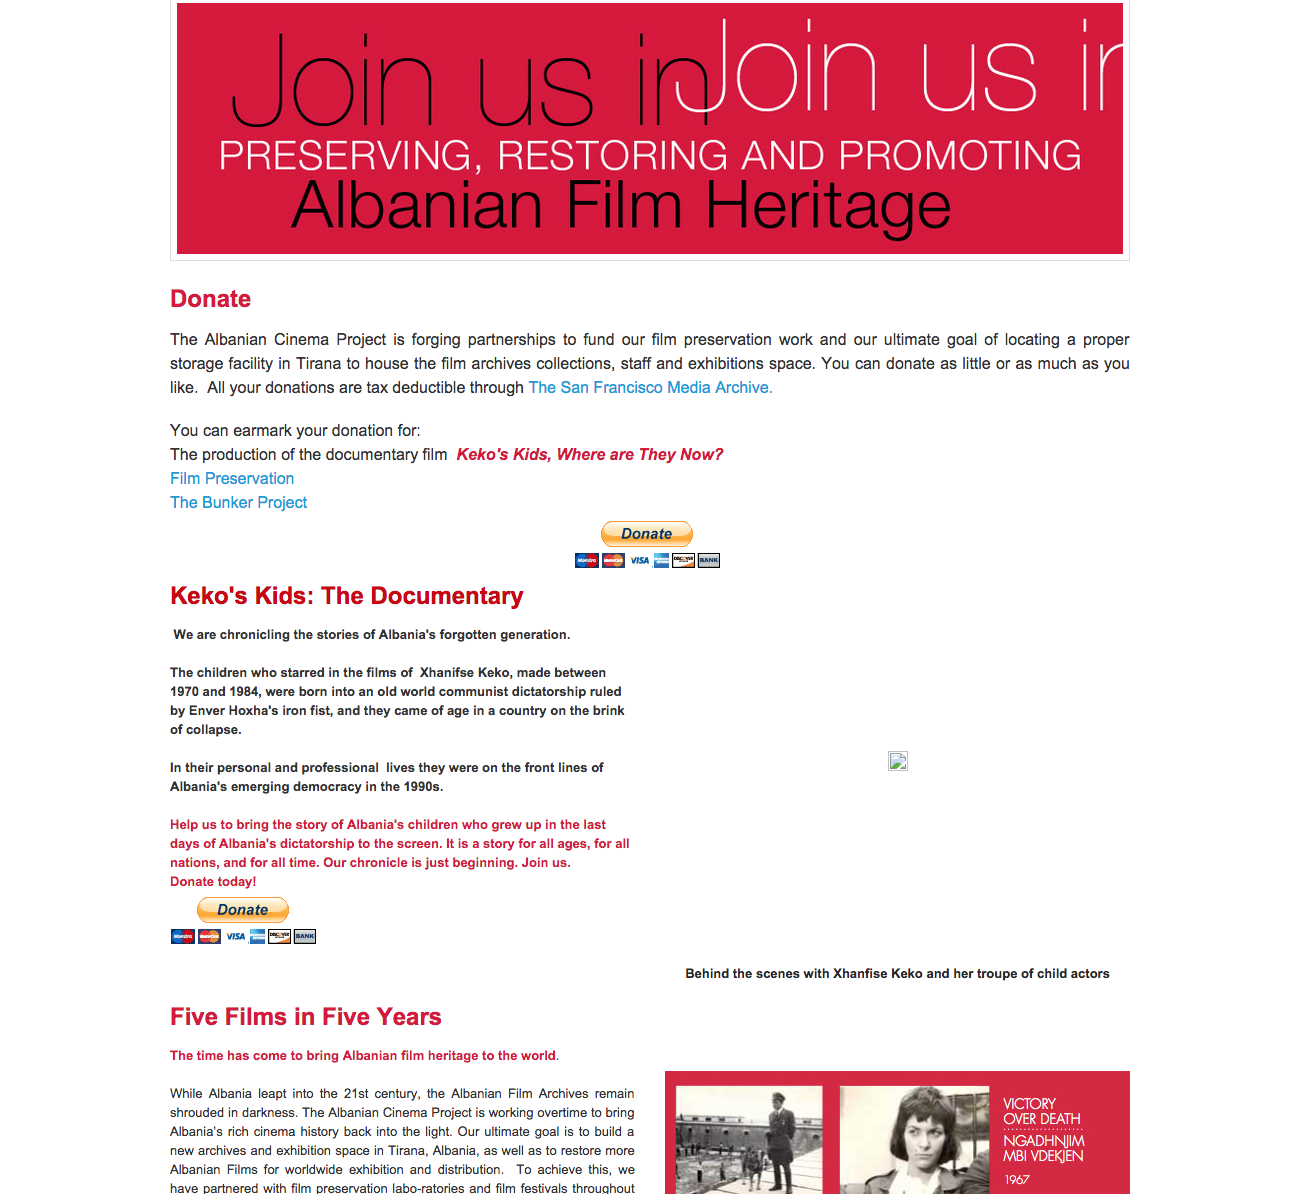 Join us in Join us in
PRESERVING, RESTORING AND PROMOTING
Albanian Film Heritage
Donate
The Albanian Cinema Project is forging partnerships to fund our film preservation work and our ultimate goal of locating a proper
storage facility in Tirana to house the film archives collections, staff and exhibitions space. You can donate as little or as much as you
like.  All your donations are tax deductible through The San Francisco Media Archive.
You can earmark your donation for:
The production of the documentary film  Keko's Kids, Where are They Now?
Film Preservation
The Bunker Project
Donate
Maestro MasterCard VISA DISCOVER BANK
Keko's Kids: The Documentary
We are chronicling the stories of Albania's forgotten generation.
The children who starred in the films of  Xhanifse Keko, made between
1970 and 1984, were born into an old world communist dictatorship ruled
by Enver Hoxha's iron fist, and they came of age in a country on the brink
of collapse.
In their personal and professional  lives they were on the front lines of
Albania's emerging democracy in the 1990s.
Help us to bring the story of Albania's children who grew up in the last
days of Albania's dictatorship to the screen. It is a story for all ages, for all
nations, and for all time. Our chronicle is just beginning. Join us.
Donate today!
Donate
Maestro MasterCard VISA DISCOVER BANK
Behind the scenes with Xhanfise Keko and her troupe of child actors
Five Films in Five Years
The time has come to bring Albanian film heritage to the world.
While Albania leapt into the 21st century, the Albanian Film Archives remain
shrouded in darkness. The Albanian Cinema Project is working overtime to bring
Albania's rich cinema history back into the light. Our ultimate goal is to build a
new archives and exhibition space in Tirana, Albania, as well as to restore more
Albanian Films for worldwide exhibition and distribution.  To achieve this, we
have partnered with film preservation labo-ratories and film festivals throughout
VICTORY
OVER DEATH
NGADHNJIM
MBI VDEKJEN
1967